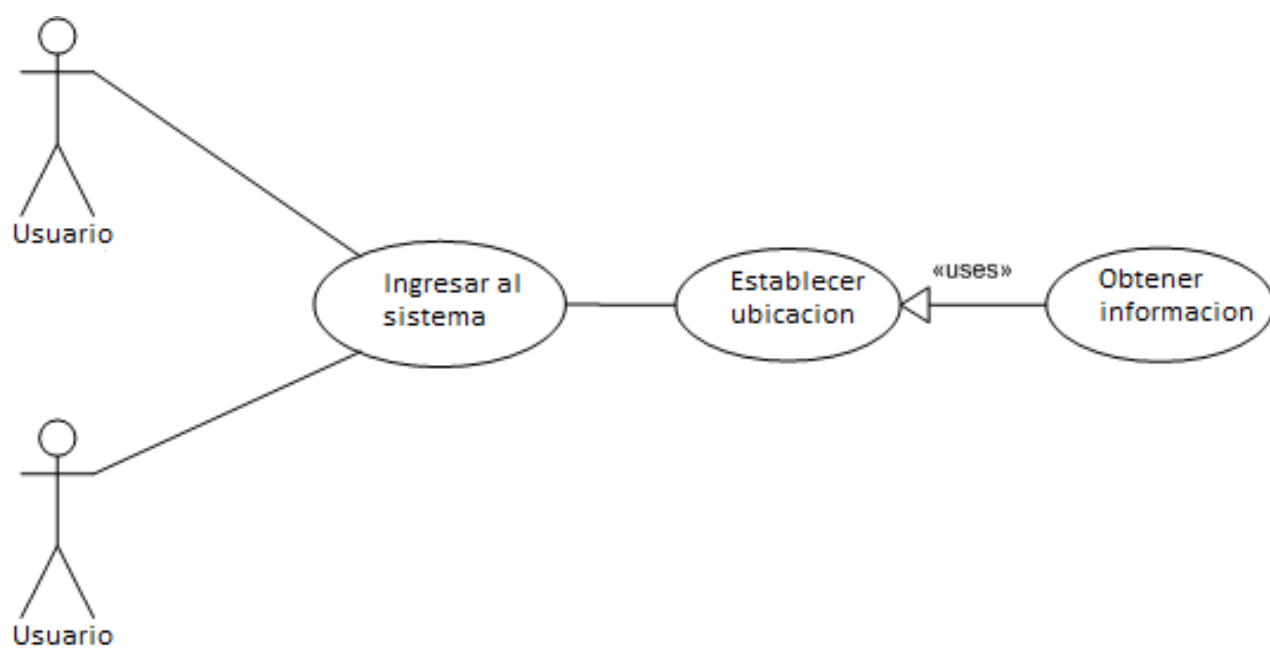 Usuario
Ingresar al
sistema
Establecer
ubicacion
«uses»
Obtener
informacion
Usuario